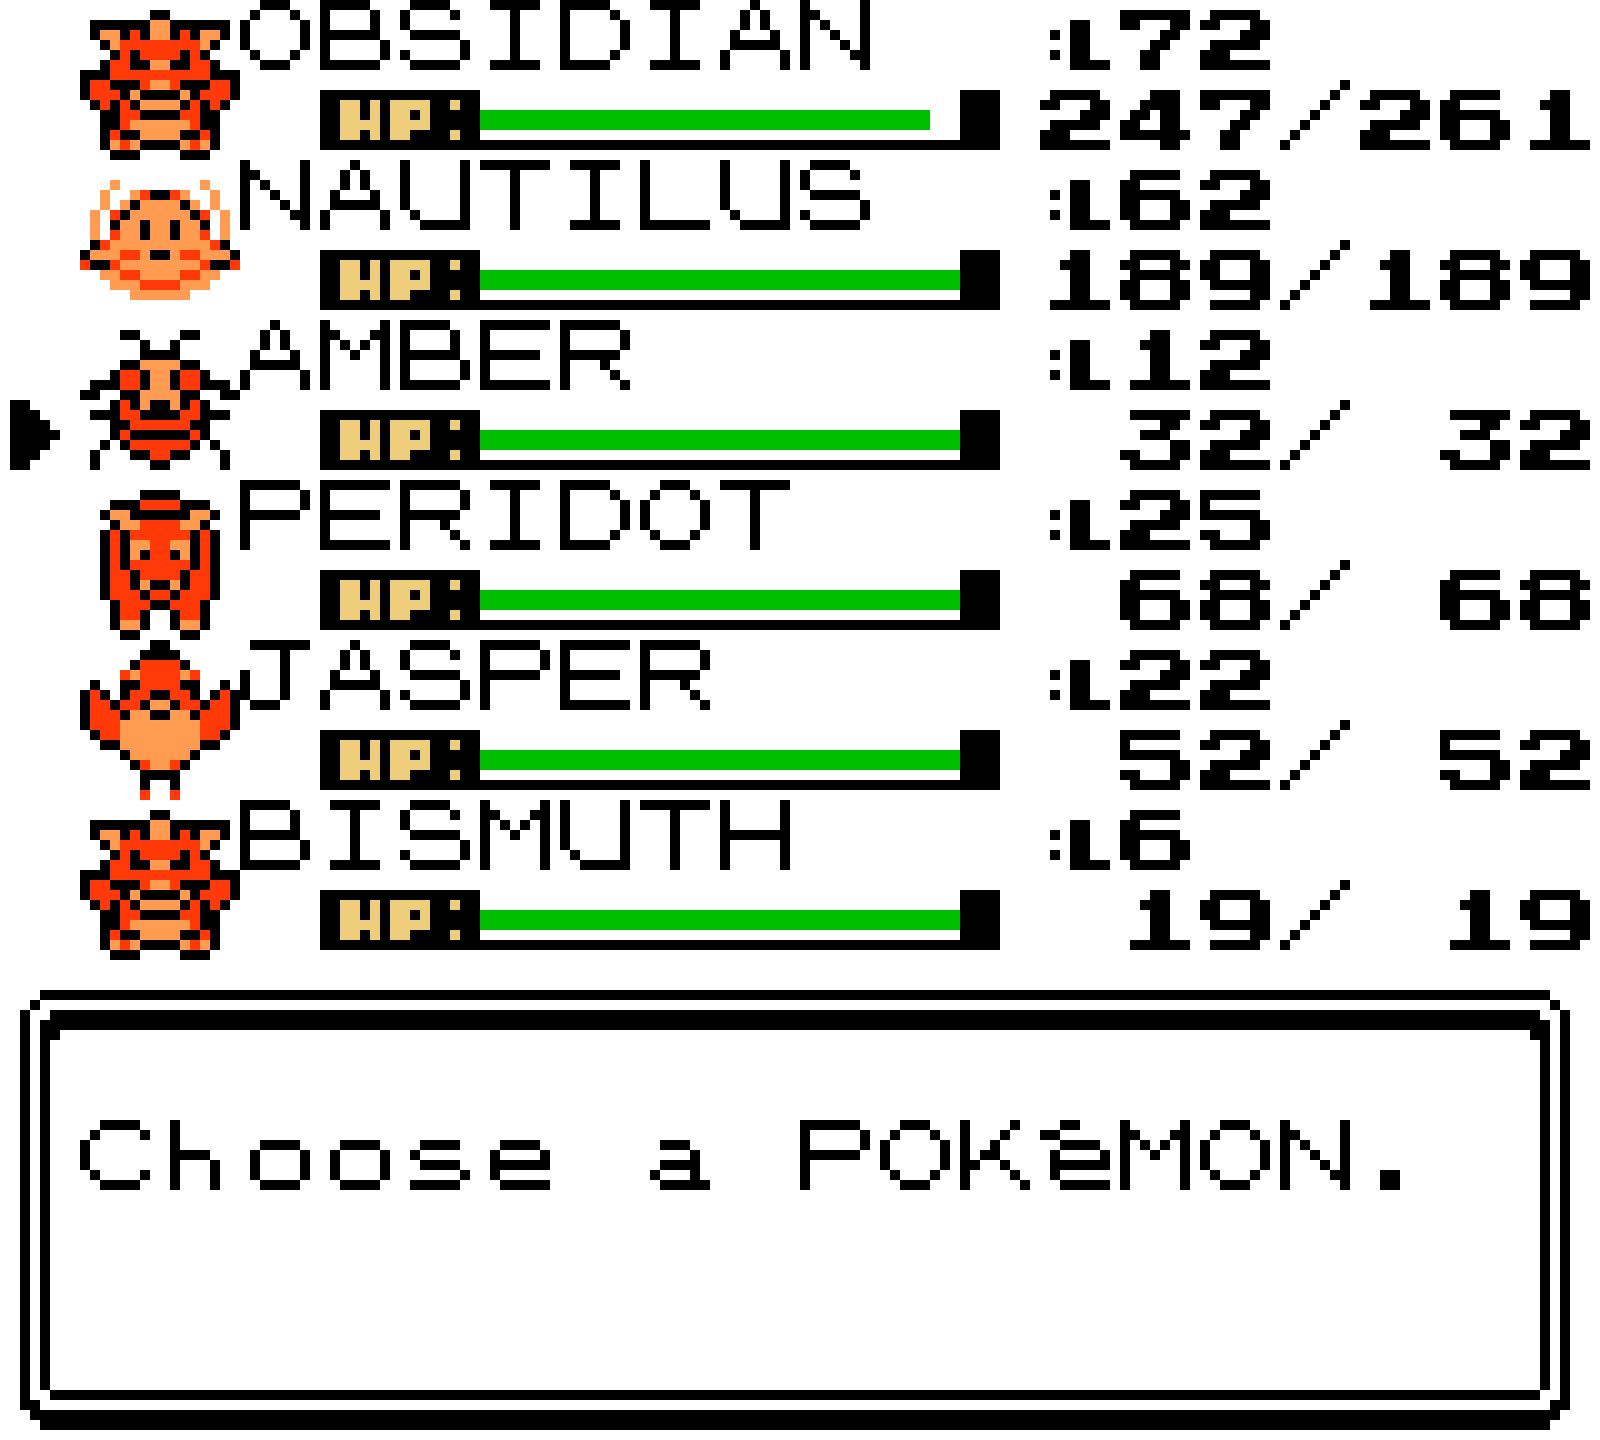 OBSIDIAN :L72
HP: 247/261
NAUTILUS :L62
HP: 189/189
AMBER :L12
HP: 32/ 32
PERIDOT :L25
HP: 68/ 68
JASPER :L22
HP: 52/ 52
BISMUTH :L6
HP: 19/ 19
Choose a POKéMON.